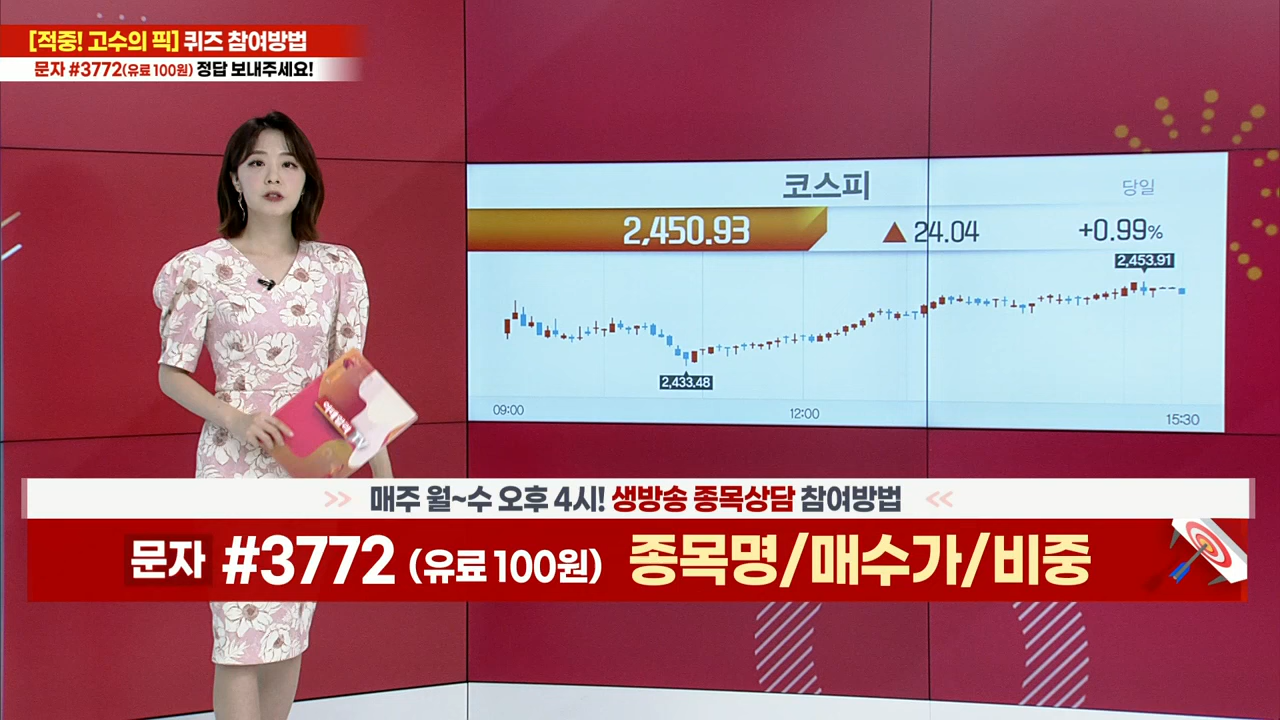 [적중! 고수의 픽] 퀴즈 참여방법
문자 #3772(유료 100원) 정답 보내주세요!
코스피
당일
2,450.93 ▲ 24.04 +0.99%
2,453.91
2,433.48
09:00 12:00 15:30
>> 매주 월~수 오후 4시! 생방송 종목상담 참여방법 <<
문자 #3772 (유료 100원) 종목명/매수가/비중